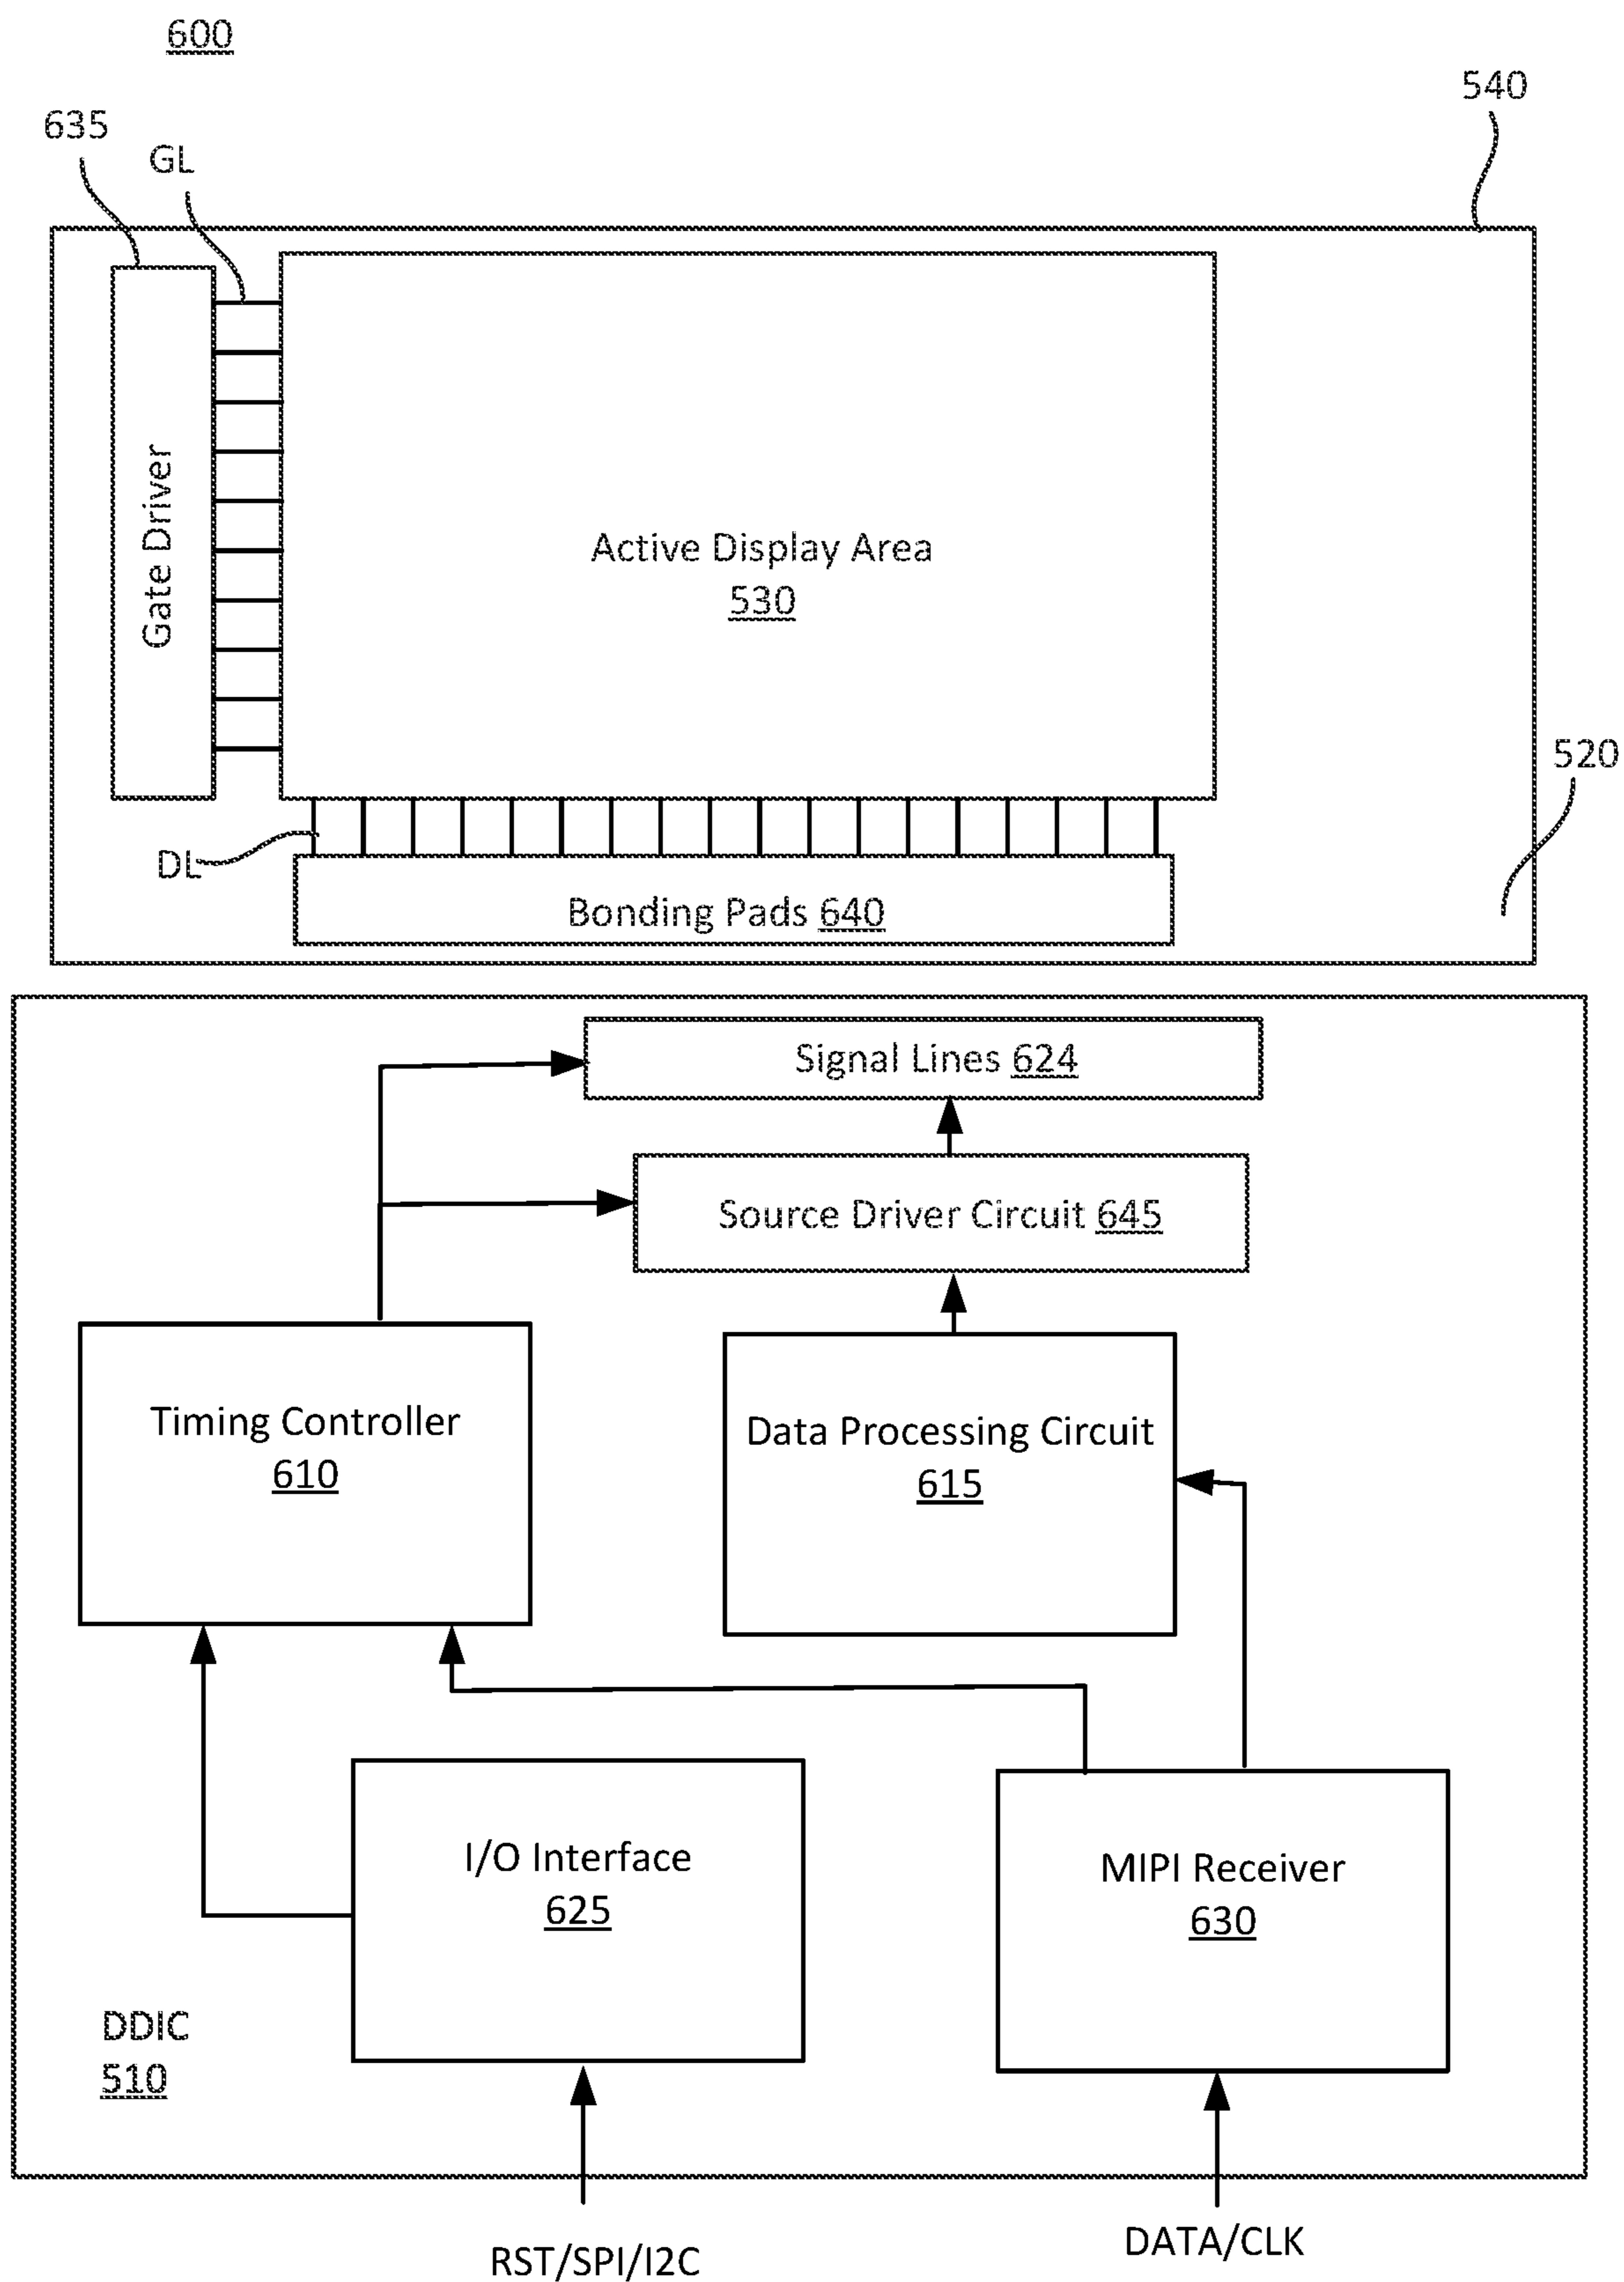 600
540
635
GL
Gate Driver
Active Display Area
530
520
DL
Bonding Pads 640
Signal Lines 624
Source Driver Circuit 645
Timing Controller
610
Data Processing Circuit
615
I/O Interface
625
MIPI Receiver
630
DDIC
510
RST/SPI/I2C
DATA/CLK